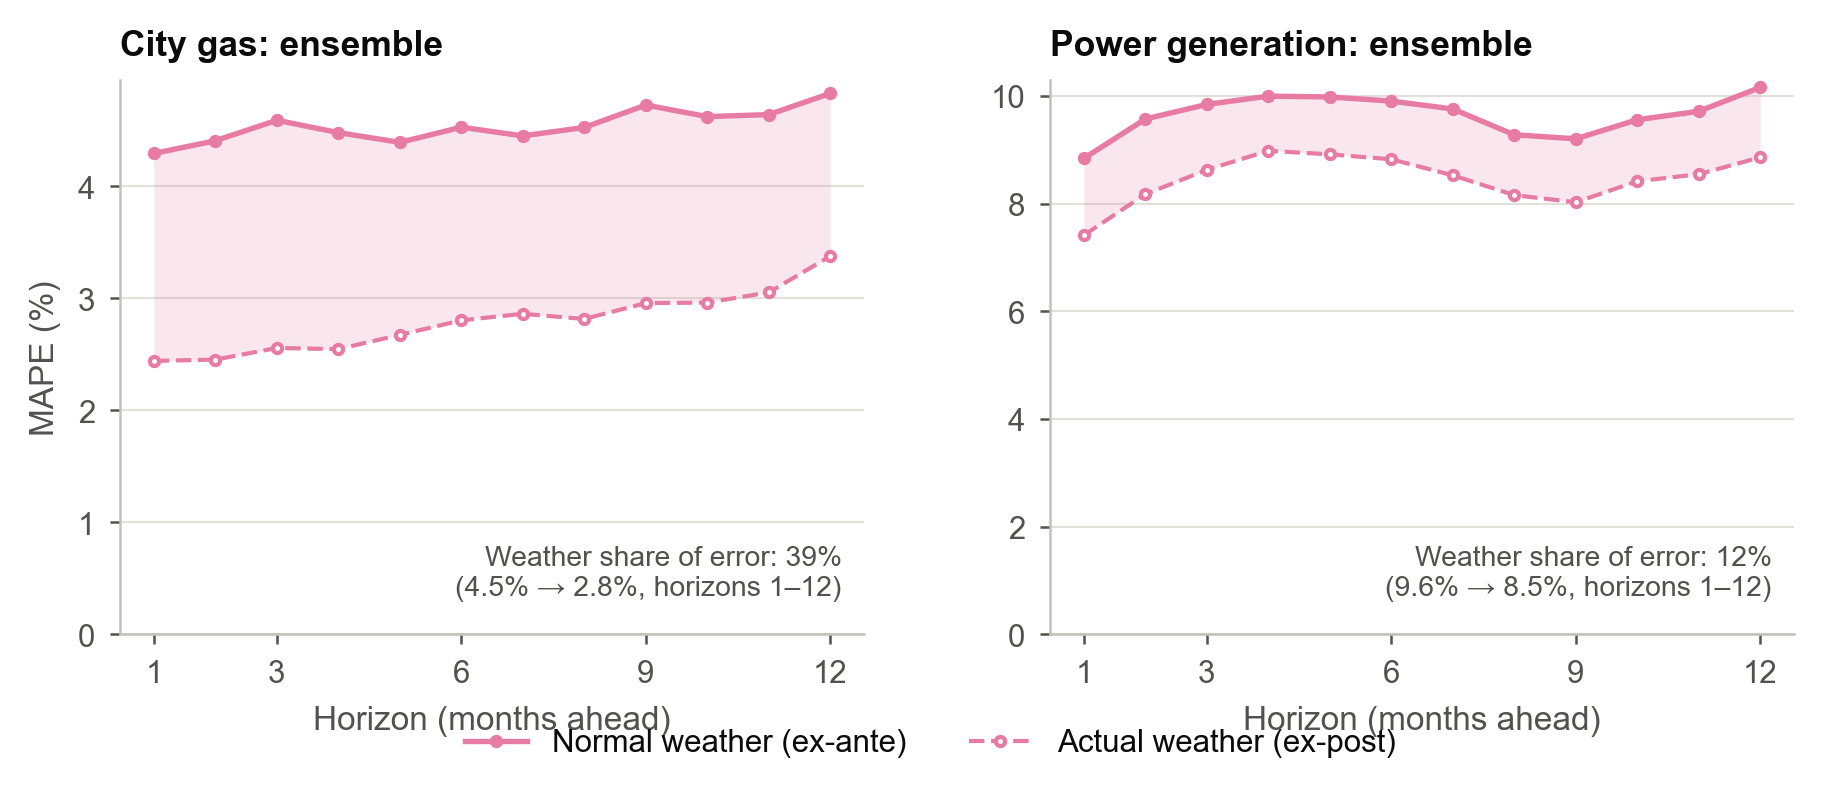 City gas: ensemble
MAPE (%)
4
3
2
1
0
Weather share of error: 39%
(4.5% → 2.8%, horizons 1–12)
1 3 6 9 12
Horizon (months ahead)
Power generation: ensemble
10
8
6
4
2
0
Weather share of error: 12%
(9.6% → 8.5%, horizons 1–12)
1 3 6 9 12
Horizon (months ahead)
Normal weather (ex-ante) Actual weather (ex-post)